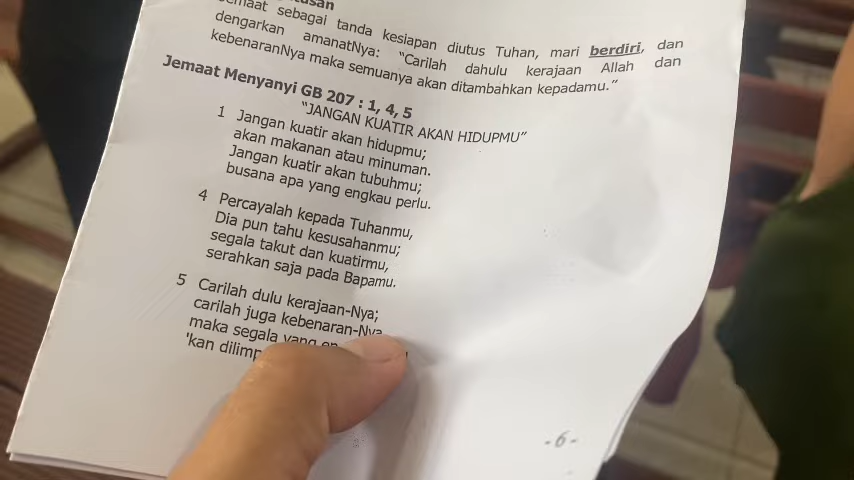 Jemaat sebagai tanda kesiapan diutus Tuhan, mari berdiri, dan
dengarkan amanatNya: "Carilah dahulu kerajaan Allah dan
kebenaranNya maka semuanya akan ditambahkan kepadamu."
Jemaat Menyanyi GB 207 : 1, 4, 5
"JANGAN KUATIR AKAN HIDUPMU"
1 Jangan kuatir akan hidupmu;
akan makanan atau minuman.
Jangan kuatir akan tubuhmu;
busana apa yang engkau perlu.
4 Percayalah kepada Tuhanmu,
Dia pun tahu kesusahanmu;
segala takut dan kuatirmu,
serahkan saja pada Bapamu.
5 Carilah dulu kerajaan-Nya;
carilah juga kebenaran-Nya
maka segala yang
'kan
-6-